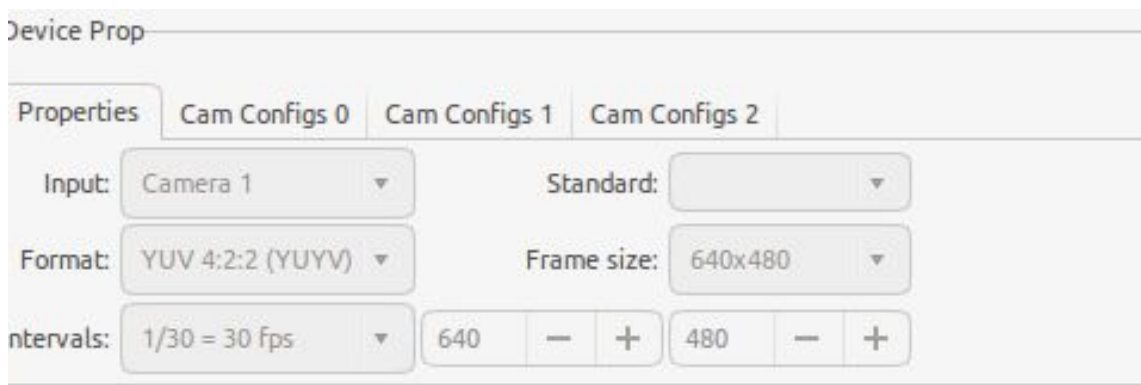 Device Prop
Properties Cam Configs 0 Cam Configs 1 Cam Configs 2
Input: Camera 1 Standard:
Format: YUV 4:2:2 (YUYV) Frame size: 640x480
ntervals: 1/30 = 30 fps 640 − + 480 − +